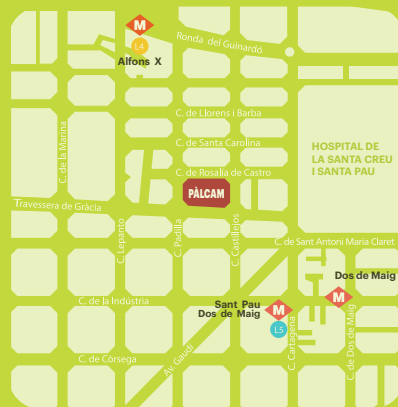 M
L4
Alfons X
Ronda del Guinardó
C. de Llorens i Barba
C. de la Marina
C. de Santa Carolina
HOSPITAL DE
LA SANTA CREU
I SANTA PAU
C. de Rosalia de Castro
PÀLCAM
Travessera de Gràcia
C. Lepanto
C. Padilla
C. Castillejos
C. de Sant Antoni Maria Claret
Dos de Maig
M
C. de la Indústria
Sant Pau
Dos de Maig
M
L5
C. Cartagena
C. de Dos de Maig
C. de Còrsega
Av. Gaudí